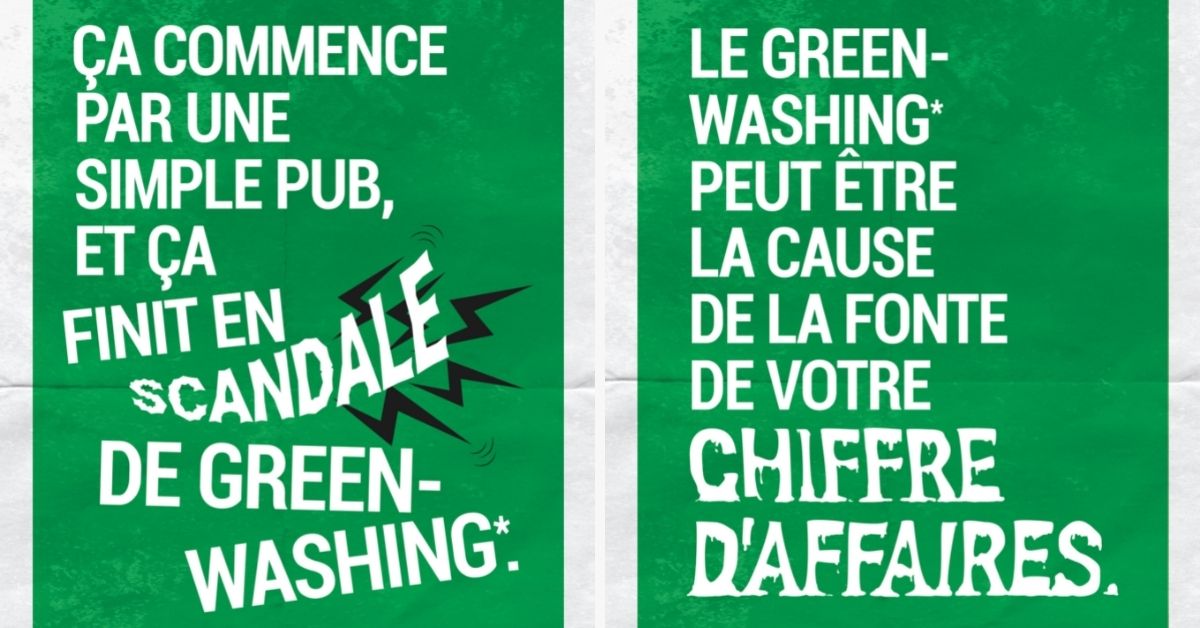 ÇA COMMENCE
PAR UNE
SIMPLE PUB,
ET ÇA
FINIT EN
SCANDALE
DE GREEN-
WASHING*.
LE GREEN-
WASHING*
PEUT ÊTRE
LA CAUSE
DE LA FONTE
DE VOTRE
CHIFFRE
D'AFFAIRES.